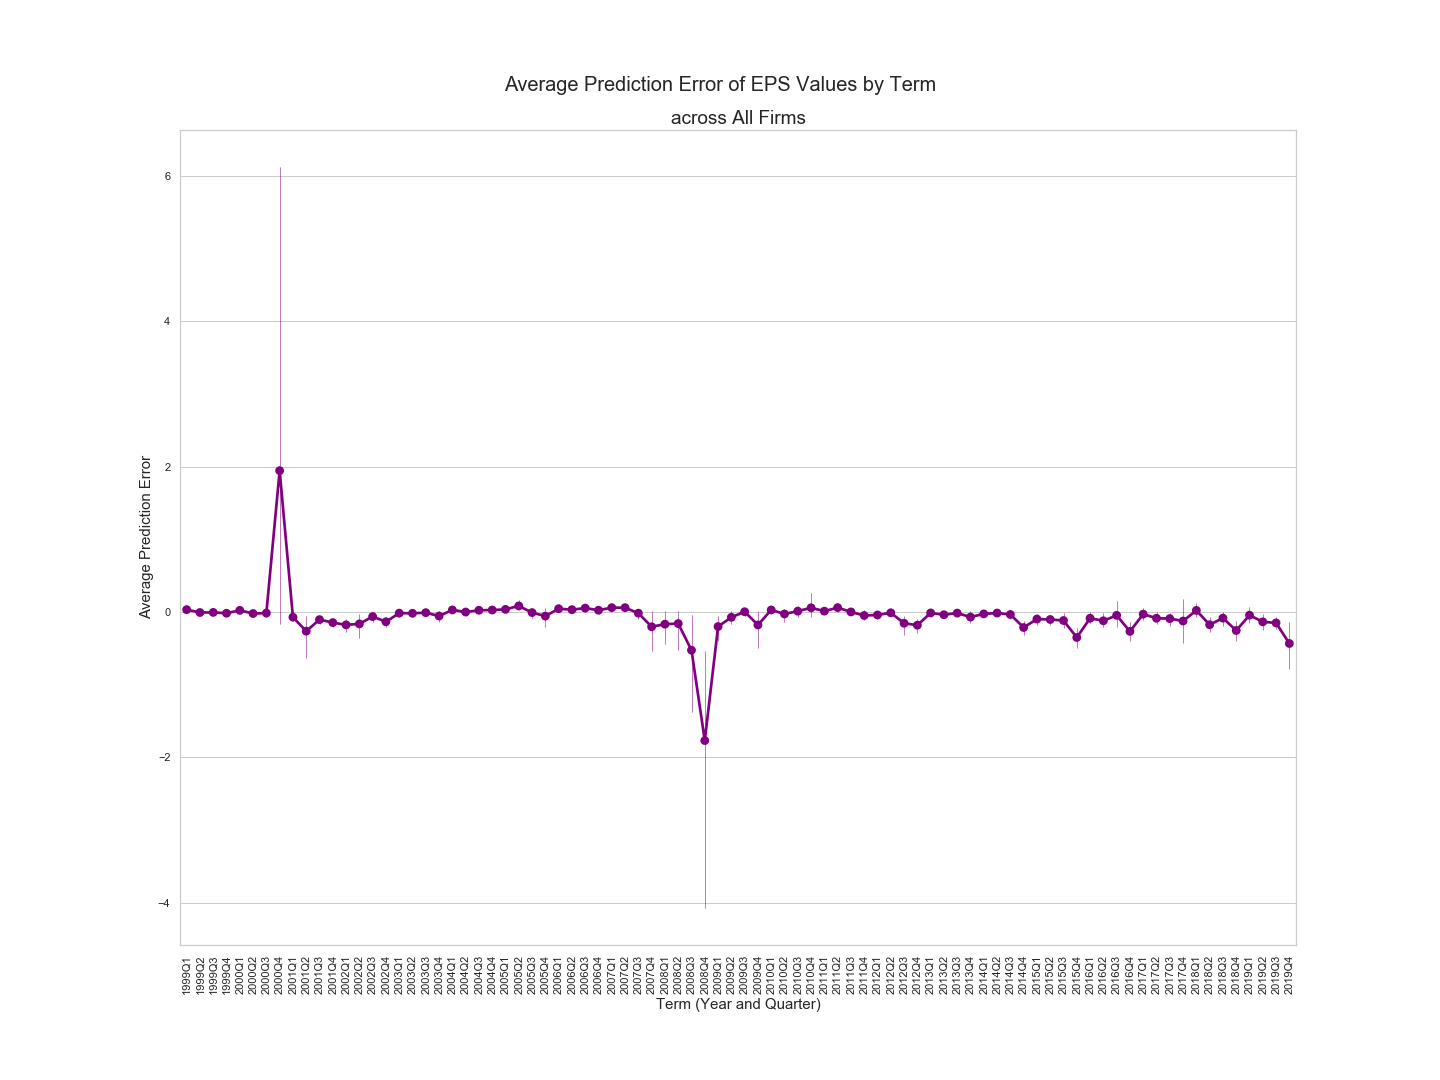 Average Prediction Error of EPS Values by Term
across All Firms
6
4
2
0
−2
−4
Average Prediction Error
1999Q1
1999Q2
1999Q3
1999Q4
2000Q1
2000Q2
2000Q3
2000Q4
2001Q1
2001Q2
2001Q3
2001Q4
2002Q1
2002Q2
2002Q3
2002Q4
2003Q1
2003Q2
2003Q3
2003Q4
2004Q1
2004Q2
2004Q3
2004Q4
2005Q1
2005Q2
2005Q3
2005Q4
2006Q1
2006Q2
2006Q3
2006Q4
2007Q1
2007Q2
2007Q3
2007Q4
2008Q1
2008Q2
2008Q3
2008Q4
2009Q1
2009Q2
2009Q3
2009Q4
2010Q1
2010Q2
2010Q3
2010Q4
2011Q1
2011Q2
2011Q3
2011Q4
2012Q1
2012Q2
2012Q3
2012Q4
2013Q1
2013Q2
2013Q3
2013Q4
2014Q1
2014Q2
2014Q3
2014Q4
2015Q1
2015Q2
2015Q3
2015Q4
2016Q1
2016Q2
2016Q3
2016Q4
2017Q1
2017Q2
2017Q3
2017Q4
2018Q1
2018Q2
2018Q3
2018Q4
2019Q1
2019Q2
2019Q3
2019Q4
Term (Year and Quarter)